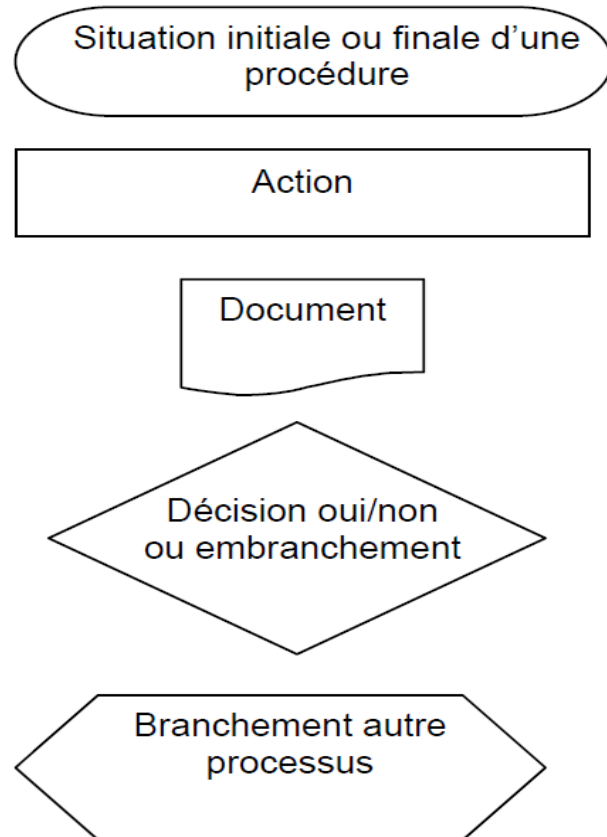 Situation initiale ou finale d’une
procédure
Action
Document
Décision oui/non
ou embranchement
Branchement autre
processus